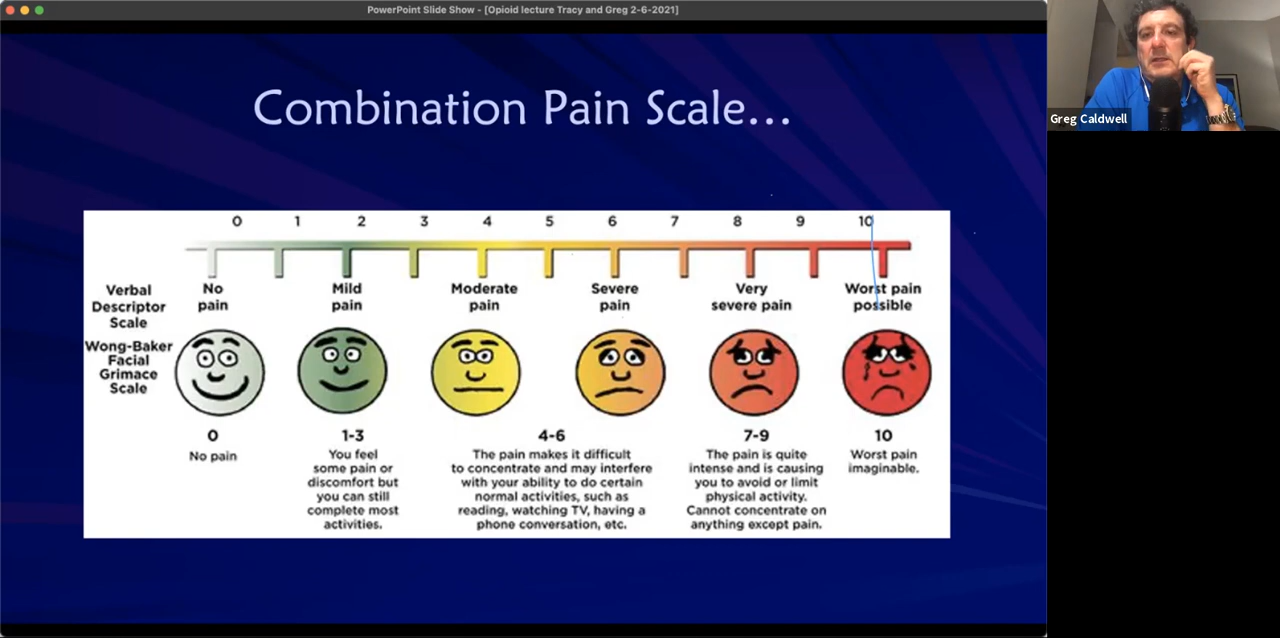 PowerPoint Slide Show - [Opioid lecture Tracy and Greg 2-6-2021]
Greg Caldwell
Combination Pain Scale...
0 1 2 3 4 5 6 7 8 9 10
Verbal
Descriptor
Scale
No
pain
Mild
pain
Moderate
pain
Severe
pain
Very
severe pain
Worst pain
possible
Wong-Baker
Facial
Grimace
Scale
0
No pain
1-3
You feel
some pain or
discomfort but
you can still
complete most
activities.
4-6
The pain makes it difficult
to concentrate and may interfere
with your ability to do certain
normal activities, such as
reading, watching TV, having a
phone conversation, etc.
7-9
The pain is quite
intense and is causing
you to avoid or limit
physical activity.
Cannot concentrate on
anything except pain.
10
Worst pain
imaginable.